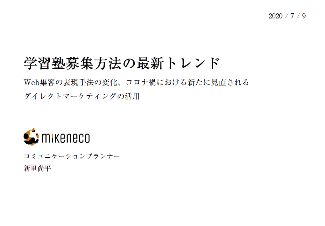 2020 / 7 / 9
学習塾募集方法の最新トレンド
Web集客の表現手法の変化、コロナ禍における新たに見直される
ダイレクトマーケティングの活用
mikeneco
コミュニケーションプランナー
新里尚平